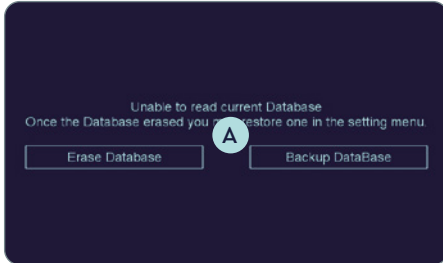 Unable to read current Database
Once the Database erased you restore one in the setting menu.
A
Erase Database
Backup DataBase